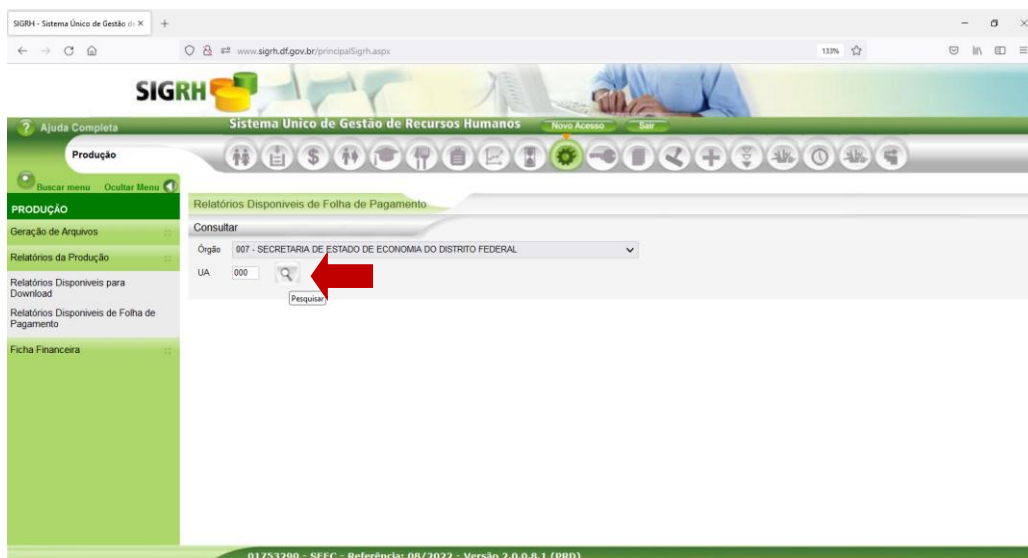 SIGRH - Sistema Único de Gestão d
www.sigrh.df.gov.br/principalSigrh.aspx
133%
SIGRH
Ajuda Completa
Sistema Único de Gestão de Recursos Humanos
Novo Acesso
Sair
Produção
Buscar menu
Ocultar Menu
PRODUÇÃO
Geração de Arquivos
Relatórios da Produção
Relatórios Disponiveis para
Download
Relatórios Disponiveis de Folha de
Pagamento
Ficha Financeira
Relatórios Disponiveis de Folha de Pagamento
Consultar
Órgão 007 - SECRETARIA DE ESTADO DE ECONOMIA DO DISTRITO FEDERAL
UA 000
Pesquisar
01753290 - SEEC - Referência: 08/2022 - Versão 2.0.0.8.1 (PRD)